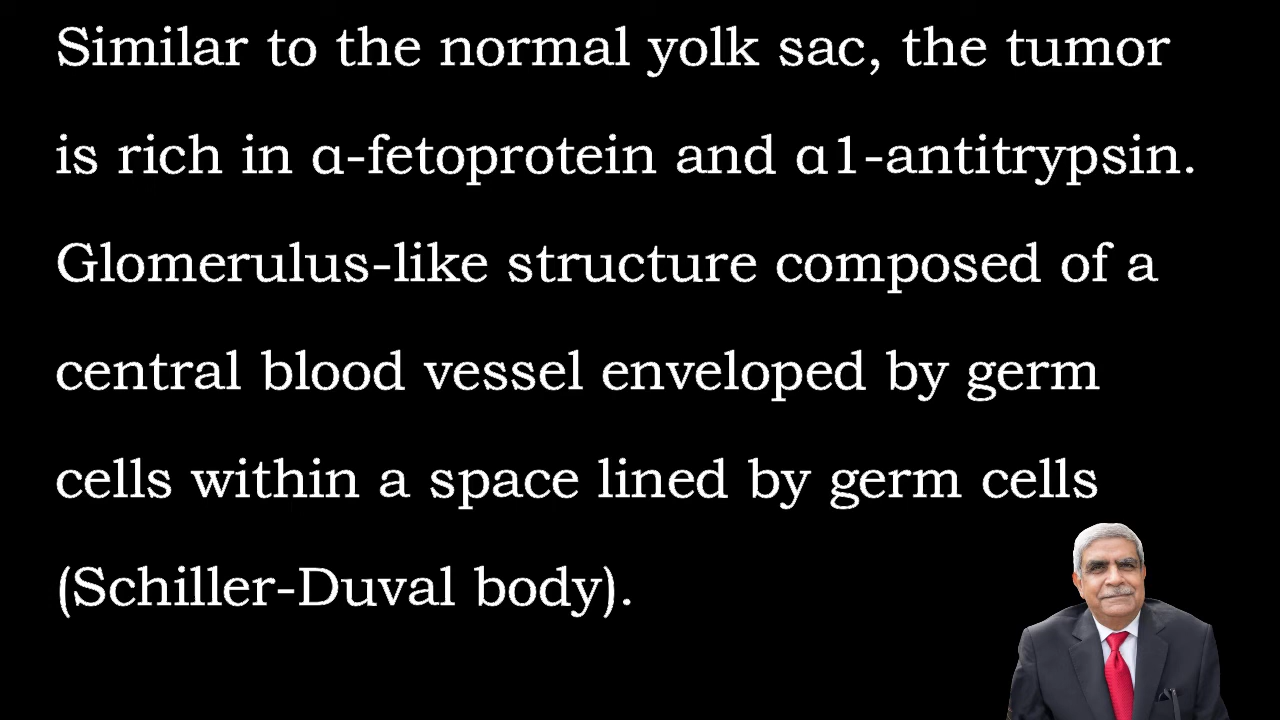 Similar to the normal yolk sac, the tumor
is rich in α-fetoprotein and α1-antitrypsin.
Glomerulus-like structure composed of a
central blood vessel enveloped by germ
cells within a space lined by germ cells
(Schiller-Duval body).